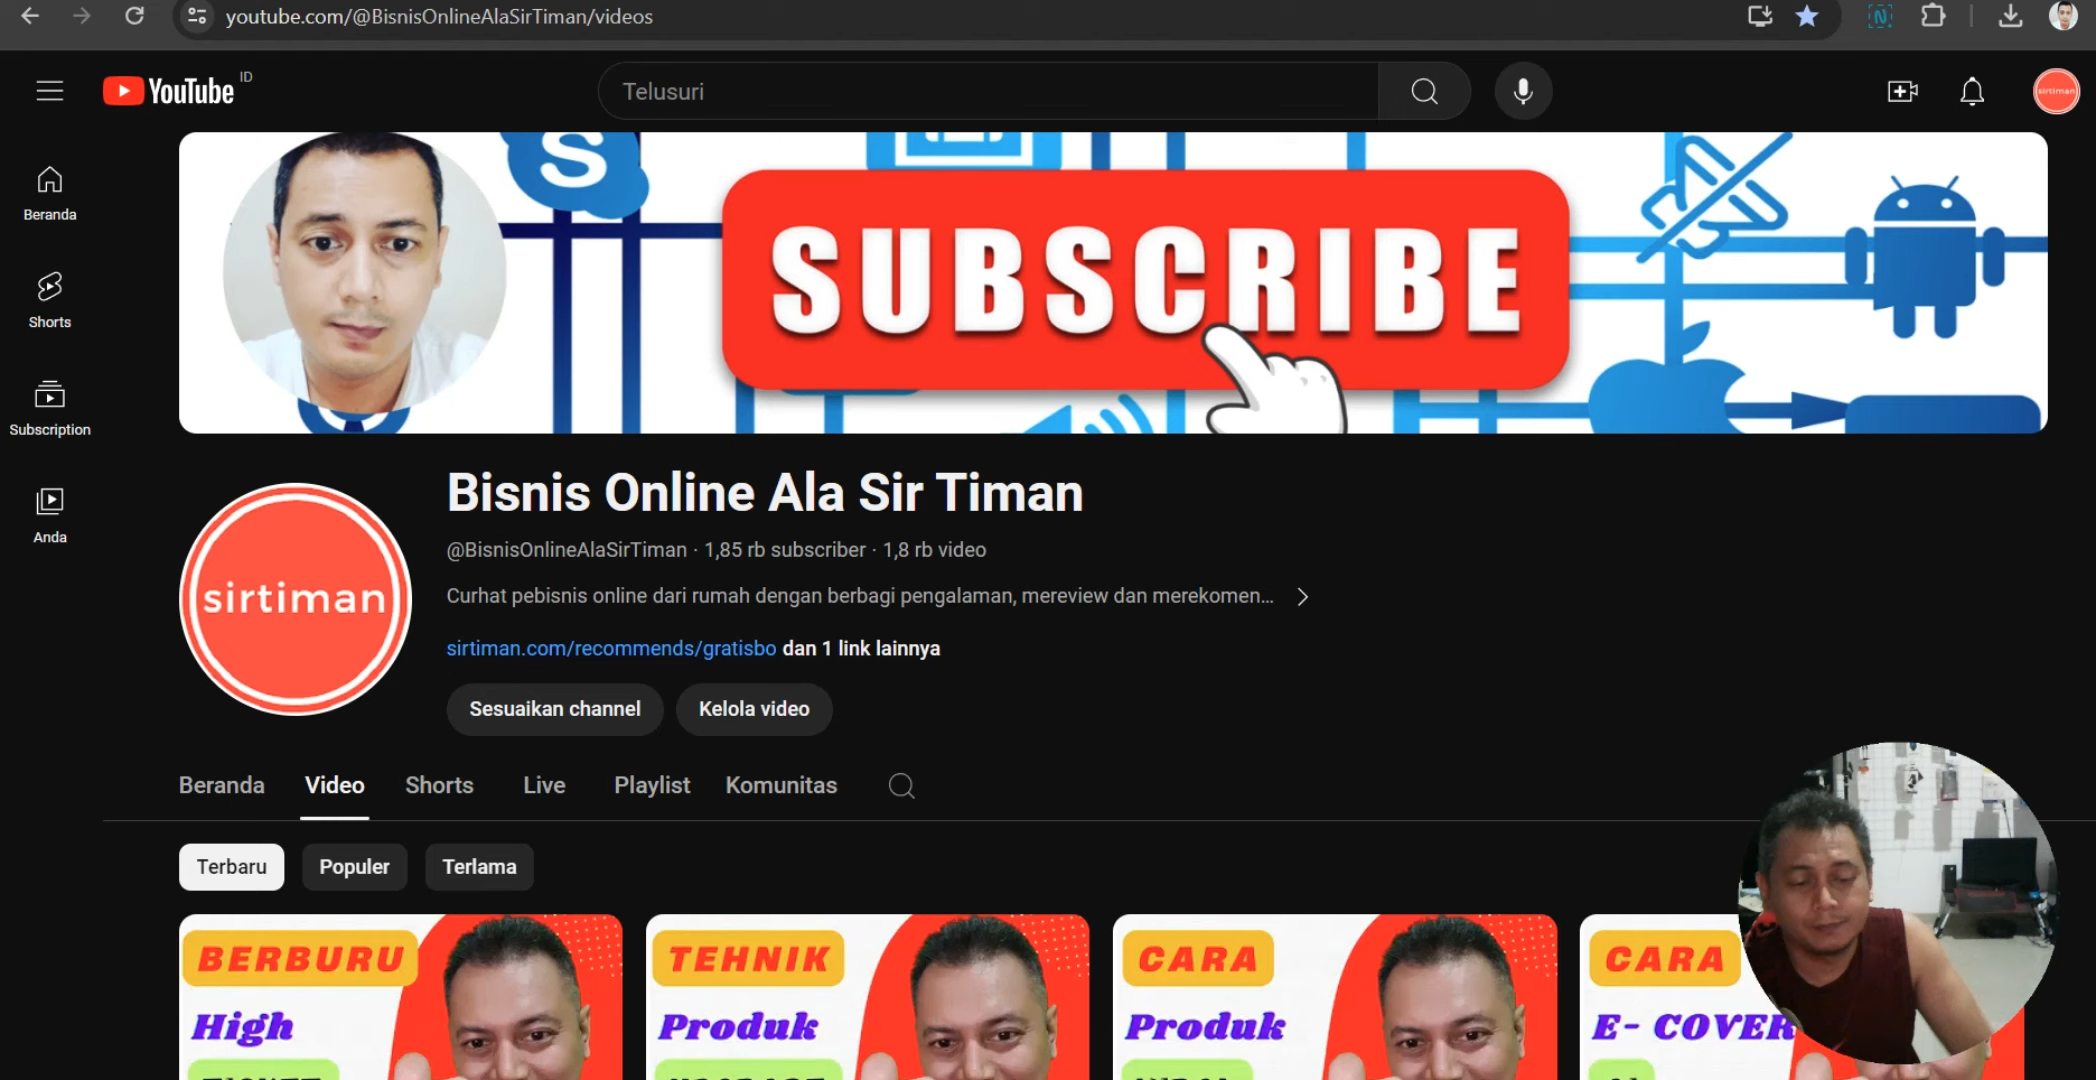 youtube.com/@BisnisOnlineAlaSirTiman/videos
YouTube ID
Telusuri
sirtiman
SUBSCRIBE
Beranda
Shorts
Subscription
Anda
sirtiman
Bisnis Online Ala Sir Timan
@BisnisOnlineAlaSirTiman · 1,85 rb subscriber · 1,8 rb video
Curhat pebisnis online dari rumah dengan berbagi pengalaman, mereview dan merekomen...
sirtiman.com/recommends/gratisbo dan 1 link lainnya
Sesuaikan channel Kelola video
Beranda Video Shorts Live Playlist Komunitas
Terbaru Populer Terlama
BERBURU
High
TEHNIK
Produk
CARA
Produk
CARA
E- COVER